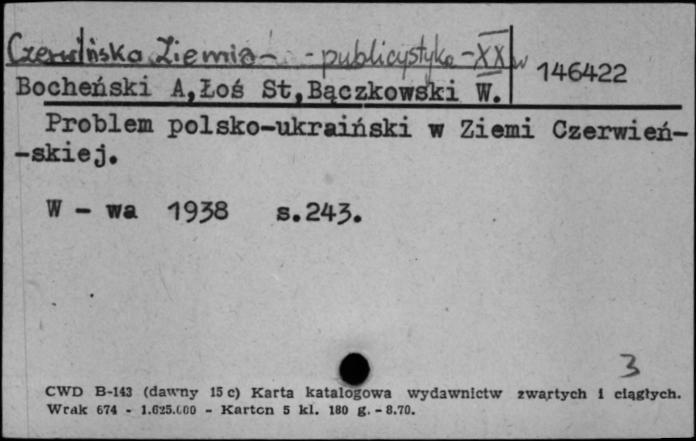 Czerwińska Ziemia - - publicystyka - XX w
146422
Bocheński A,Łoś St,Bączkowski W.
Problem polsko-ukraiński w Ziemi Czerwień-
-skiej.
W - wa 1938 s.243.
3
CWD B-143 (dawny 15 c) Karta katalogowa wydawnictw zwartych i ciągłych.
Wrak 674 - 1.625.000 - Karton 5 kl. 180 g. - 8.70.